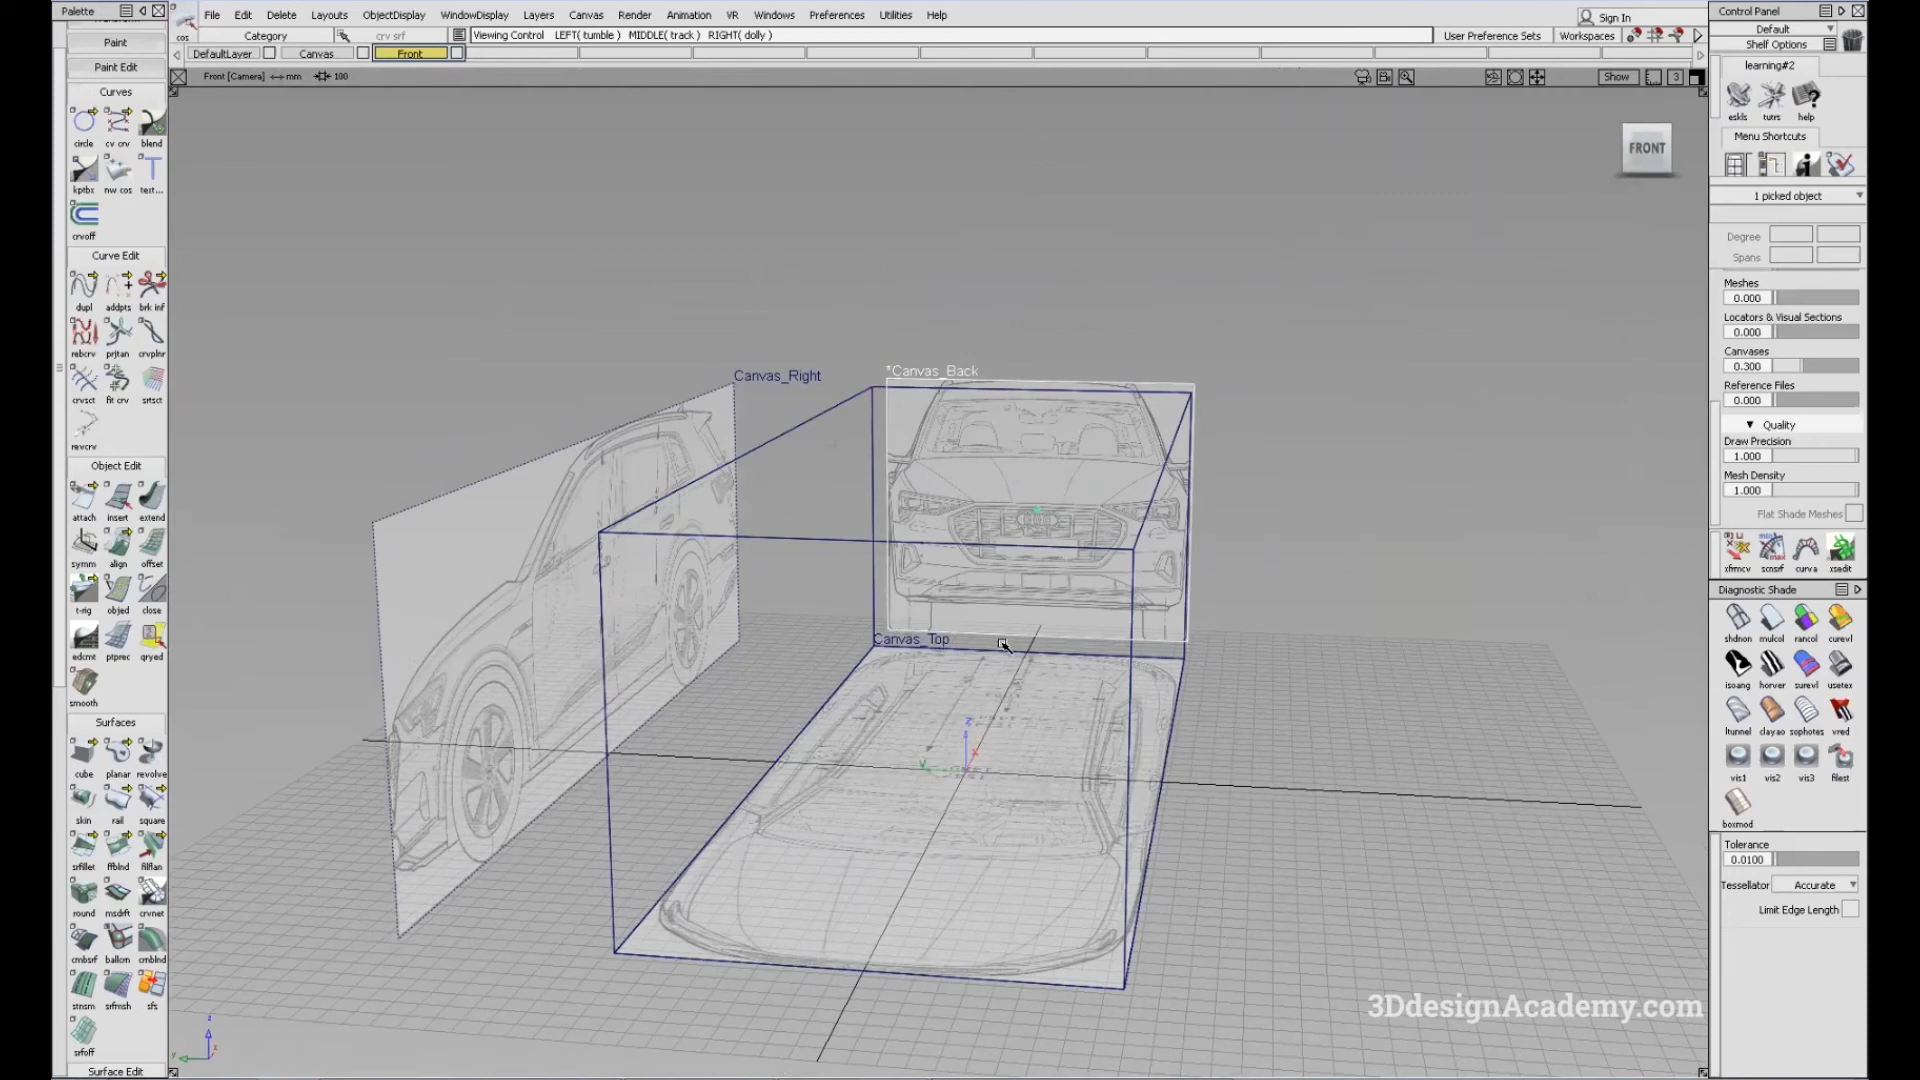 Palette
Paint
Paint Edit
Curves
circle cv crv blend
kptbx nw cos text...
crvoff
Curve Edit
dupl addpts brk inf
rebcrv prjtan crvplnr
crvsct fit crv srtsct
revcrv
Object Edit
attach insert extend
symm align offset
t-rig objed close
edcmt ptprec qryed
smooth
Surfaces
cube planar revolve
skin rail square
srfillet ffblnd filflan
round msdrft crvnet
cmbsrf ballcrn cmblnd
stnsm srfmsh sfs
srfoff
Surface Edit
cos
File Edit Delete Layouts ObjectDisplay WindowDisplay Layers Canvas Render Animation VR Windows Preferences Utilities Help
Sign In
Category crv srf Viewing Control LEFT( tumble ) MIDDLE( track ) RIGHT( dolly ) User Preference Sets Workspaces
DefaultLayer Canvas Front
Front [Camera] mm 100 Show 3
FRONT
*Canvas_Back
Canvas_Right
Canvas_Top
z
y
x
z
y
x
3DdesignAcademy.com
Control Panel
Default
Shelf Options
learning#2
eskls tutrs help
Menu Shortcuts
1 picked object
Degree
Spans
Meshes
0.000
Locators & Visual Sections
0.000
Canvases
0.300
Reference Files
0.000
Quality
Draw Precision
1.000
Mesh Density
1.000
Flat Shade Meshes
xfrmcv scnsrf curva xsedit
Diagnostic Shade
shdnon mulcol rancol curevl
isoang horver surevl usetex
ltunnel clayao sophotes vred
vis1 vis2 vis3 filest
boxmod
Tolerance
0.0100
Tessellator Accurate
Limit Edge Length